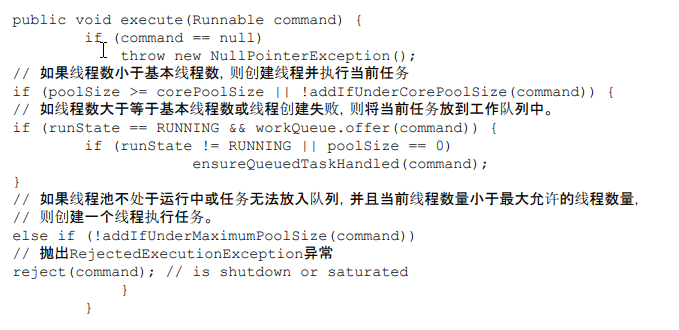 public void execute(Runnable command) {
if (command == null)
throw new NullPointerException();
// 如果线程数小于基本线程数，则创建线程并执行当前任务
if (poolSize >= corePoolSize || !addIfUnderCorePoolSize(command)) {
// 如线程数大于等于基本线程数或线程创建失败，则将当前任务放到工作队列中。
if (runState == RUNNING && workQueue.offer(command)) {
if (runState != RUNNING || poolSize == 0)
ensureQueuedTaskHandled(command);
}
// 如果线程池不处于运行中或任务无法放入队列，并且当前线程数量小于最大允许的线程数量，
// 则创建一个线程执行任务。
else if (!addIfUnderMaximumPoolSize(command))
// 抛出RejectedExecutionException异常
reject(command); // is shutdown or saturated
}
}